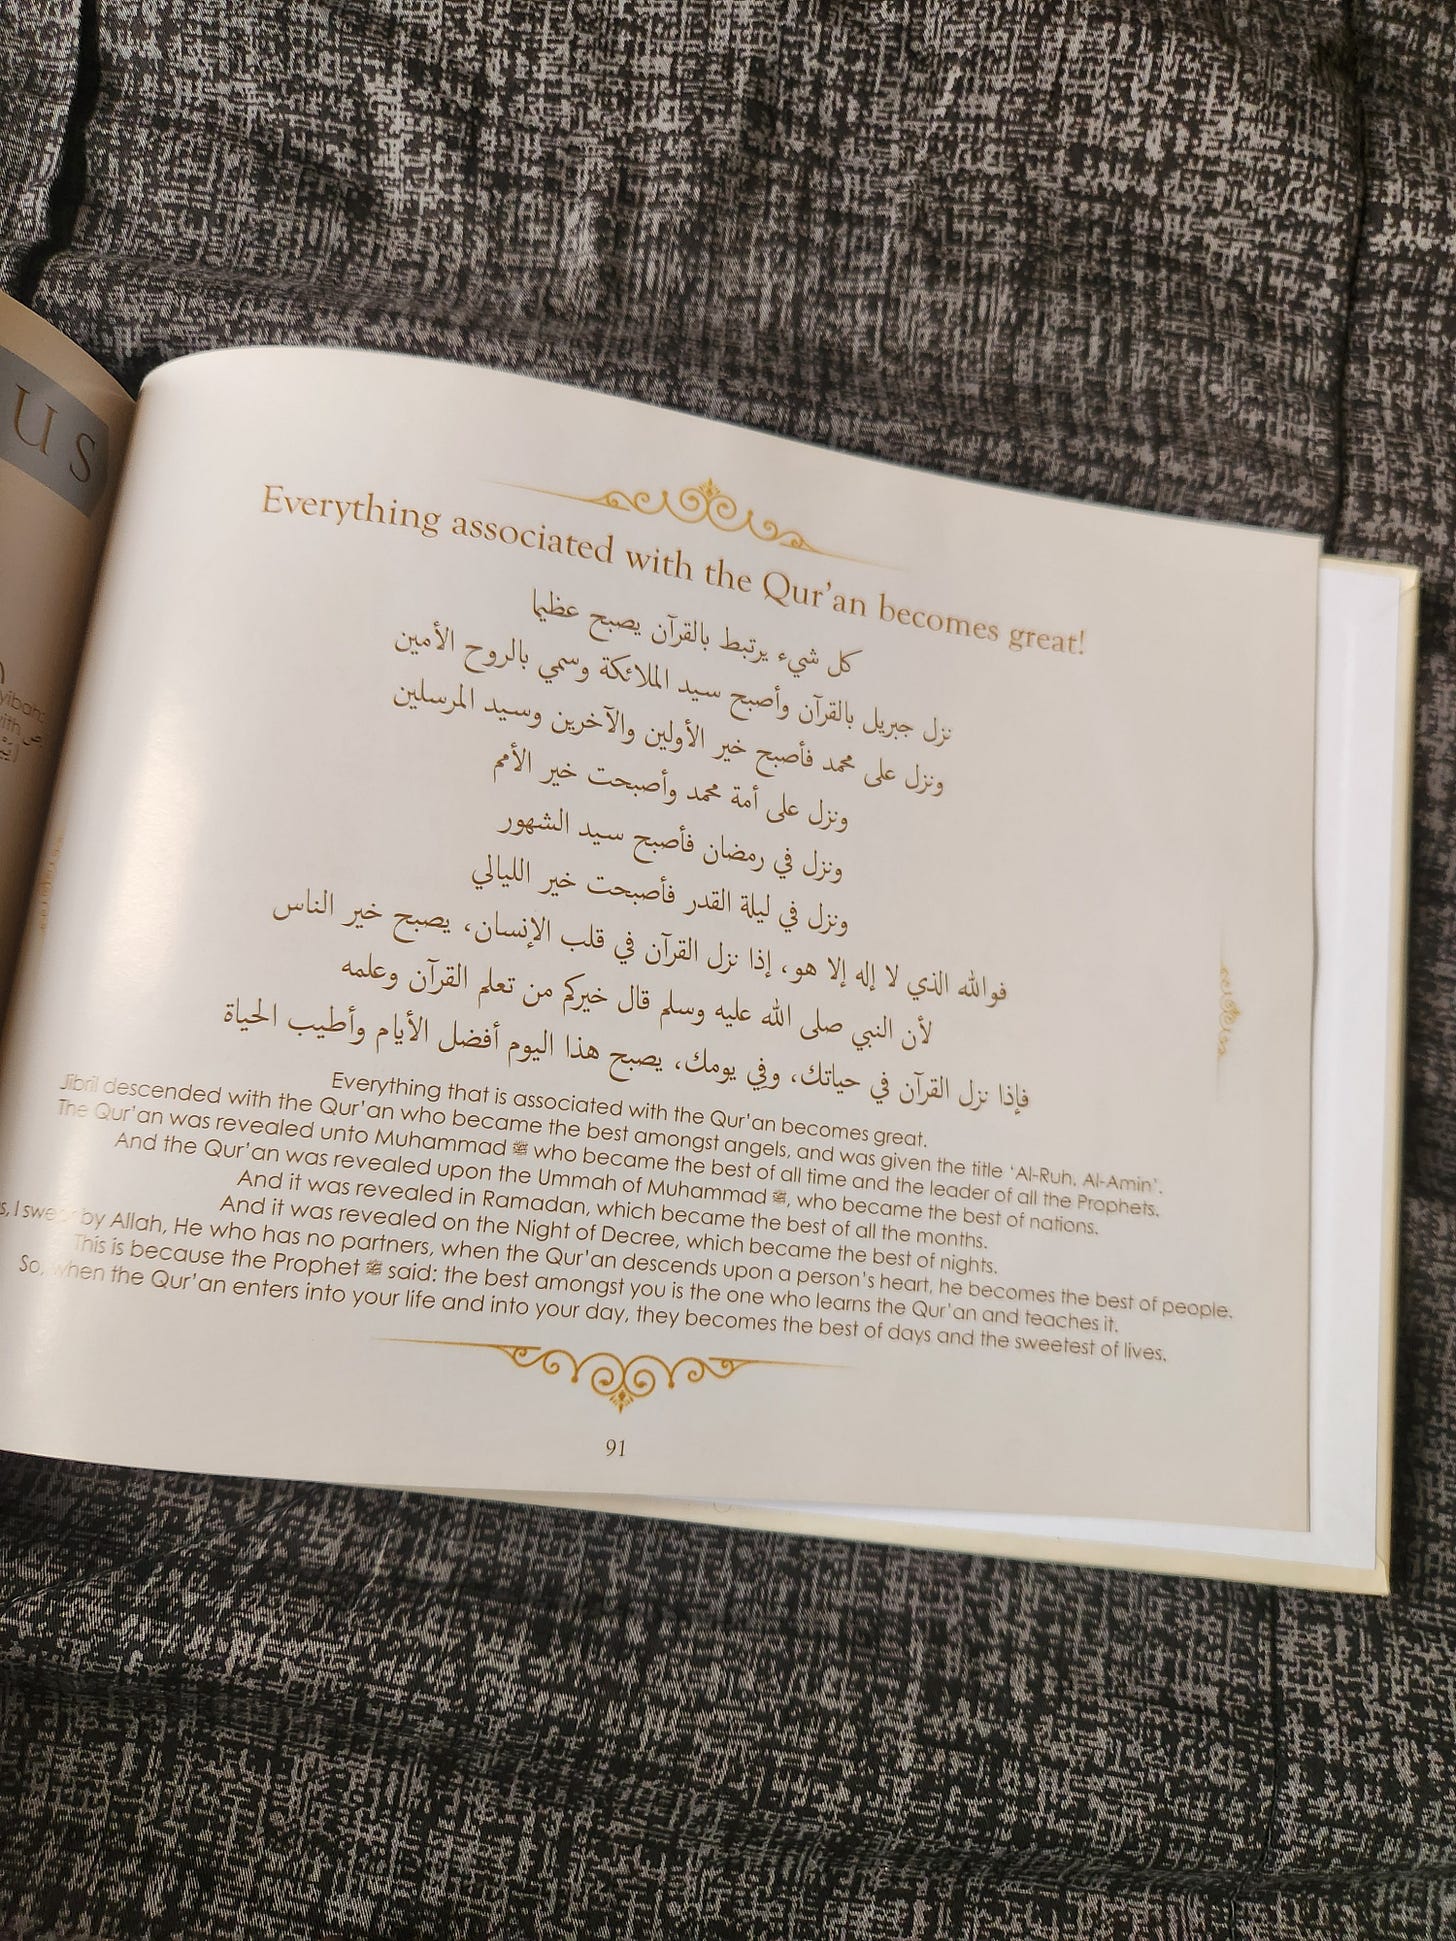 US
yibah:
Everything associated with the Qur'an becomes great!
كل شيء يرتبط بالقرآن يصبح عظيما
نزل جبريل بالقرآن وأصبح سيد الملائكة وسمي بالروح الأمين
ونزل على محمد فأصبح خير الأولين والآخرين وسيد المرسلين
ونزل على أمة محمد وأصبحت خير الأمم
ونزل في رمضان فأصبح سيد الشهور
ونزل في ليلة القدر فأصبحت خير الليالي
فوالله الذي لا إله إلا هو، إذا نزل القرآن في قلب الإنسان، يصبح خير الناس
لأن النبي صلى الله عليه وسلم قال خيركم من تعلم القرآن وعلمه
فإذا نزل القرآن في حياتك، وفي يومك، يصبح هذا اليوم أفضل الأيام وأطيب الحياة
Everything that is associated with the Qur'an becomes great.
Jibril descended with the Qur'an who became the best amongst angels, and was given the title 'Al-Ruh, Al-Amin'.
The Qur'an was revealed unto Muhammad ﷺ who became the best of all time and the leader of all the Prophets.
And the Qur'an was revealed upon the Ummah of Muhammad ﷺ, who became the best of nations.
And it was revealed in Ramadan, which became the best of all the months.
And it was revealed on the Night of Decree, which became the best of nights.
s, I swear by Allah, He who has no partners, when the Qur'an descends upon a person's heart, he becomes the best of people.
This is because the Prophet ﷺ said: the best amongst you is the one who learns the Qur'an and teaches it.
So, when the Qur'an enters into your life and into your day, they becomes the best of days and the sweetest of lives.
91